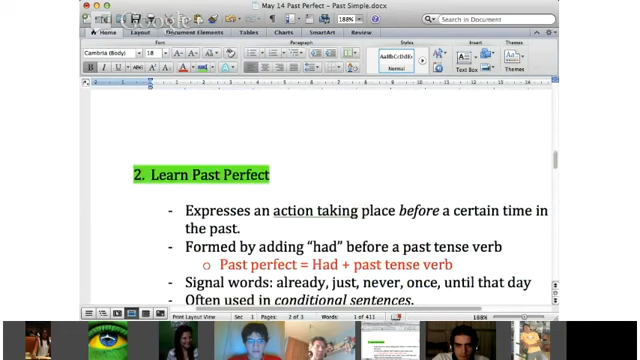 May 14 Past Perfect - Past Simple.docx
Google
188%
Search in Document
Home Layout Document Elements Tables Charts SmartArt Review
Font Paragraph Styles Insert Themes
Cambria (Body) 18
AaBbCcDdEe
Normal Text Box Themes
2. Learn Past Perfect
- Expresses an action taking place before a certain time in
the past.
- Formed by adding “had” before a past tense verb
o Past perfect = Had + past tense verb
- Signal words: already, just, never, once, until that day
- Often used in conditional sentences.
Print Layout View Sec 1 Pages: 2 of 3 Words: 1 of 411 188%